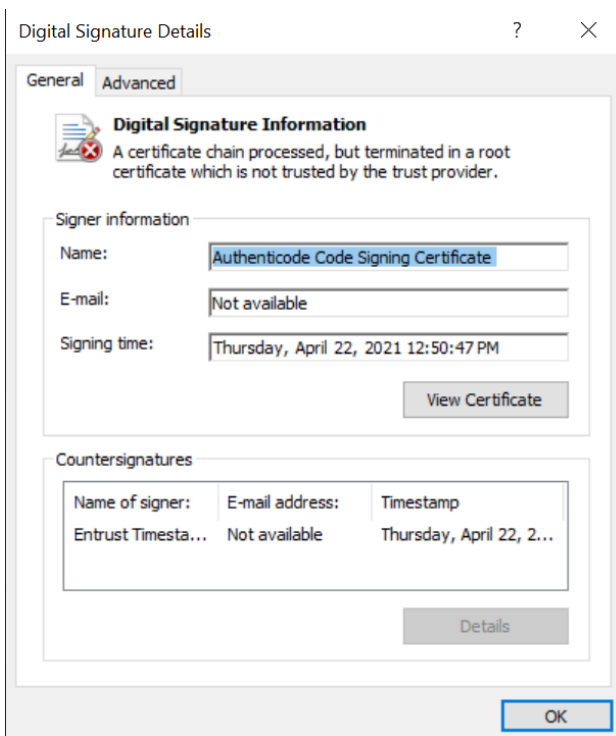 Digital Signature Details
?
General
Advanced
Digital Signature Information
A certificate chain processed, but terminated in a root
certificate which is not trusted by the trust provider.
Signer information
Name:
Authenticode Code Signing Certificate
E-mail:
Not available
Signing time:
Thursday, April 22, 2021 12:50:47 PM
View Certificate
Countersignatures
Name of signer: E-mail address: Timestamp
Entrust Timesta... Not available Thursday, April 22, 2...
Details
OK